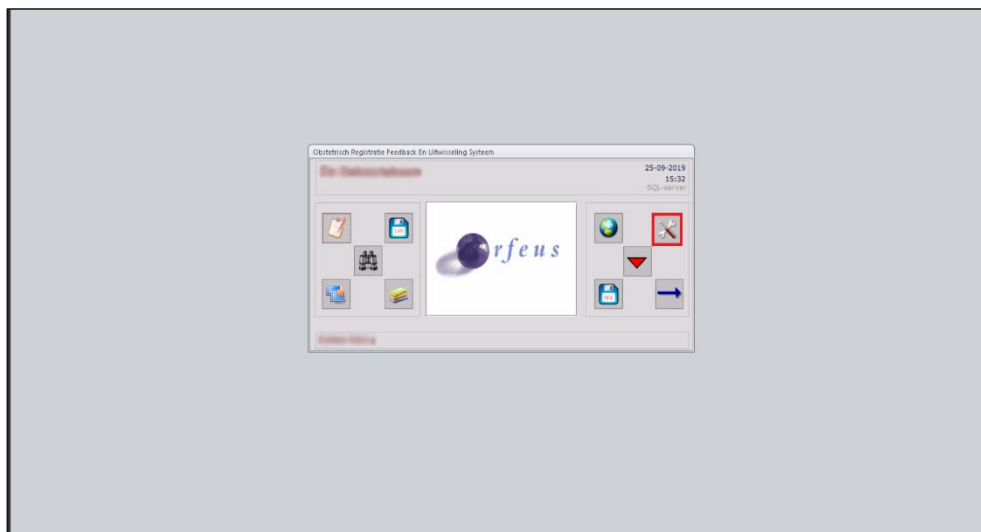 Obstetrisch Registratie Feedback En Uitwisseling Systeem
25-09-2019
15:32
SQL-server
rfeus